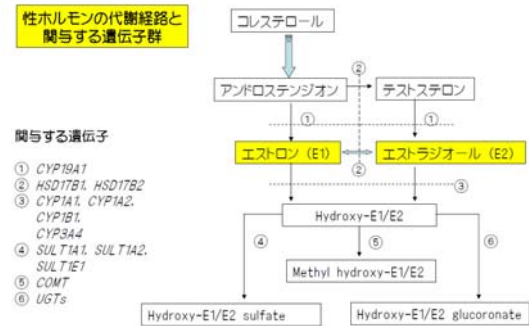 性ホルモンの代謝経路と
関与する遺伝子群
コレステロール
②
アンドロステンジオン
テストステロン
①
①
関与する遺伝子
エストロン（E1）
エストラジオール（E2）
②
① CYP19A1
② HSD17B1, HSD17B2
③
③ CYP1A1, CYP1A2,
CYP1B1,
CYP3A4
Hydroxy-E1/E2
④ SULT1A1, SULT1A2,
SULT1E1
④
⑤
⑥
⑤ COMT
Methyl hydroxy-E1/E2
⑥ UGTs
Hydroxy-E1/E2 sulfate
Hydroxy-E1/E2 glucoronate